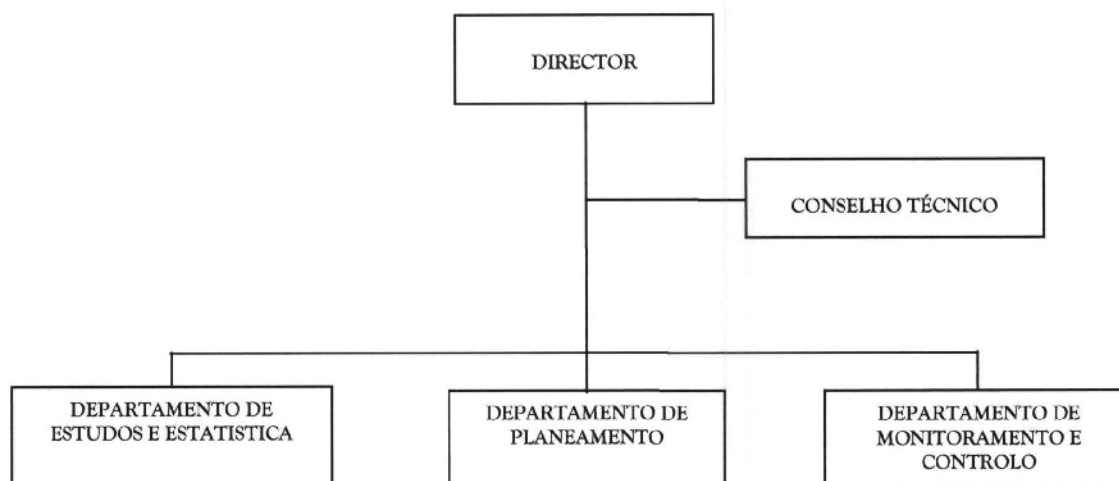 DIRECTOR
CONSELHO TÉCNICO
DEPARTAMENTO DE
ESTUDOS E ESTATISTICA
DEPARTAMENTO DE
PLANEAMENTO
DEPARTAMENTO DE
MONITORAMENTO E
CONTROLO